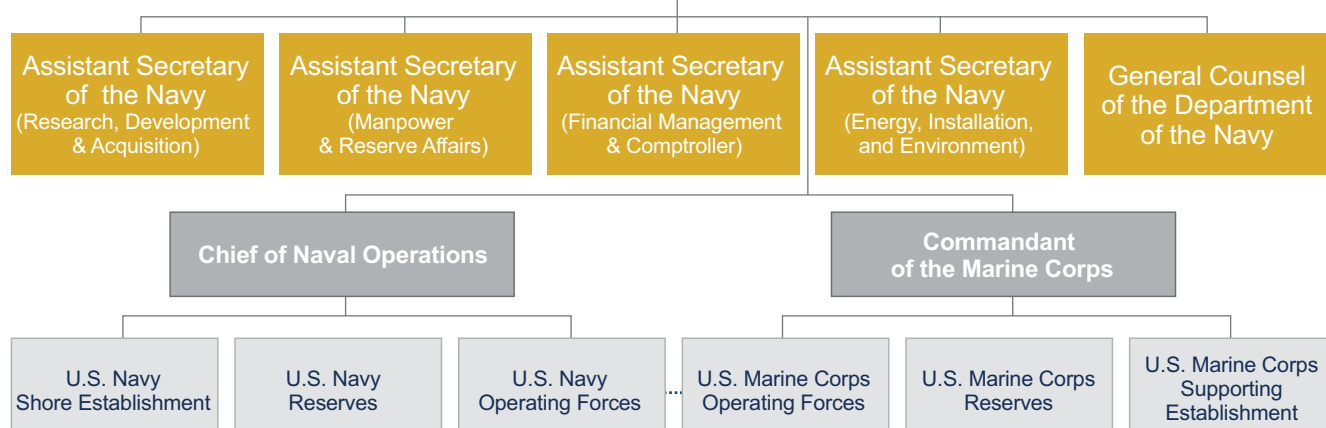 Assistant Secretary
of the Navy
(Research, Development
& Acquisition)
Assistant Secretary
of the Navy
(Manpower
& Reserve Affairs)
Assistant Secretary
of the Navy
(Financial Management
& Comptroller)
Assistant Secretary
of the Navy
(Energy, Installation,
and Environment)
General Counsel
of the Department
of the Navy
Chief of Naval Operations
Commandant
of the Marine Corps
U.S. Navy
Shore Establishment
U.S. Navy
Reserves
U.S. Navy
Operating Forces
U.S. Marine Corps
Operating Forces
U.S. Marine Corps
Reserves
U.S. Marine Corps
Supporting
Establishment